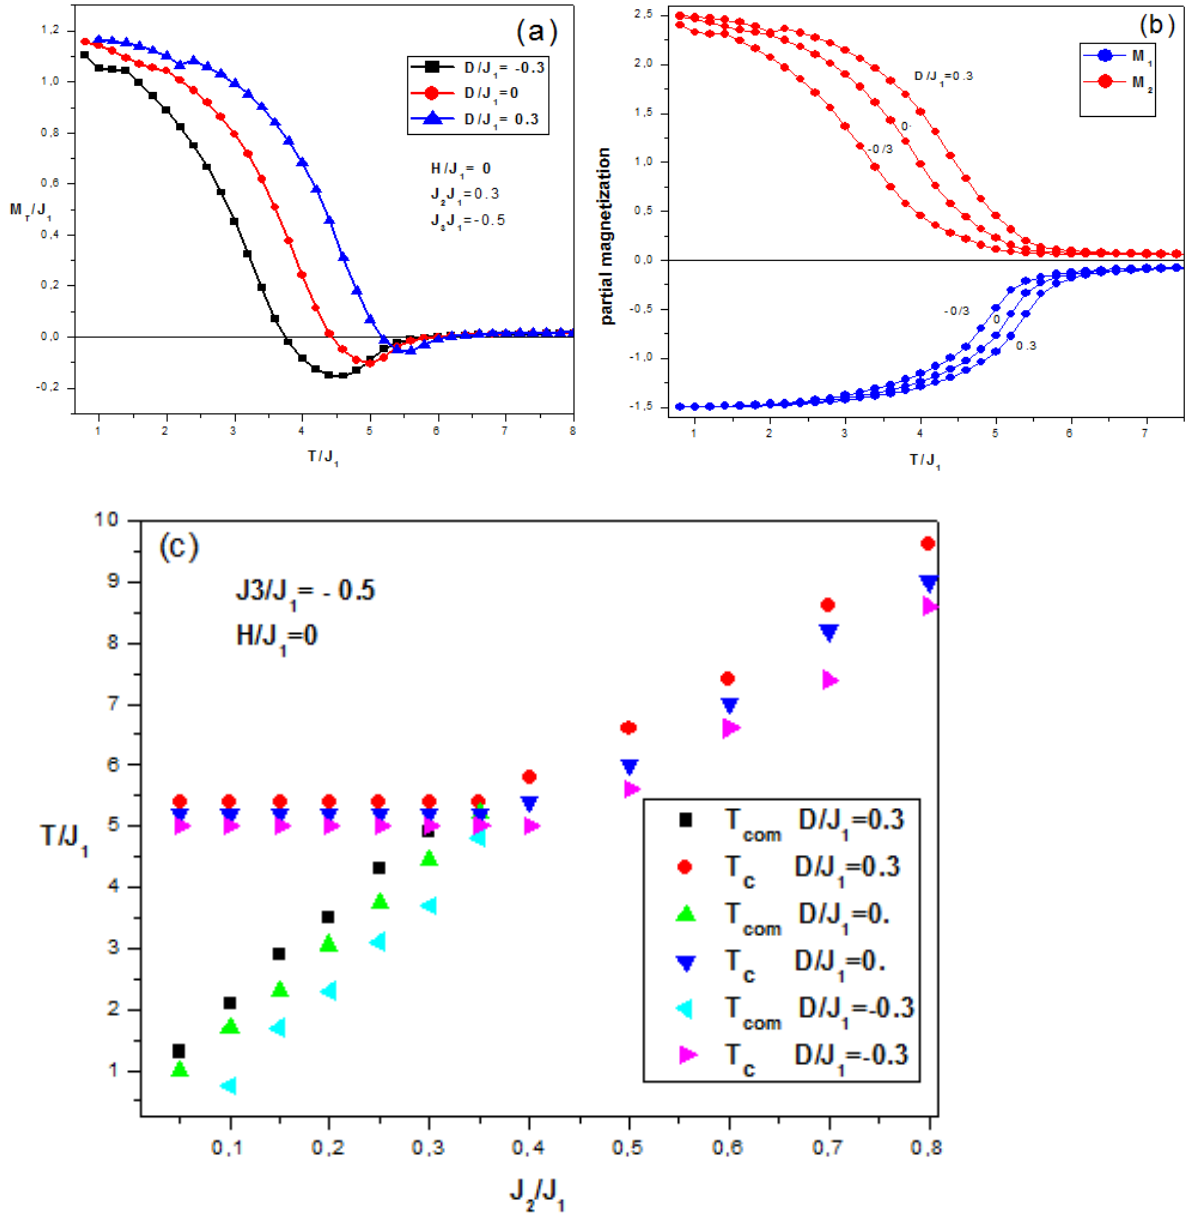 (a)
1,2
1,0
0,8
0,6
0,4
0,2
0,0
-0,2
M_T/J_1
D/J_1= -0.3
D/J_1=0
D/J_1= 0.3
H/J_1= 0
J_2J_1=0.3
J_3J_1=-0.5
1 2 3 4 5 6 7 8
T/J_1
(b)
2,5
2,0
1,5
1,0
0,5
0,0
-0,5
-1,0
-1,5
partial magnetization
M_1
M_2
D/J_1=0.3
0.
-0/3
-0/3
0
0.3
1 2 3 4 5 6 7
T/J_1
(c)
J3/J_1= - 0.5
H/J_1=0
10
9
8
7
6
5
4
3
2
1
T/J_1
T_com D/J_1=0.3
T_c D/J_1=0.3
T_com D/J_1=0.
T_c D/J_1=0.
T_com D/J_1=-0.3
T_c D/J_1=-0.3
0,1 0,2 0,3 0,4 0,5 0,6 0,7 0,8
J_2/J_1